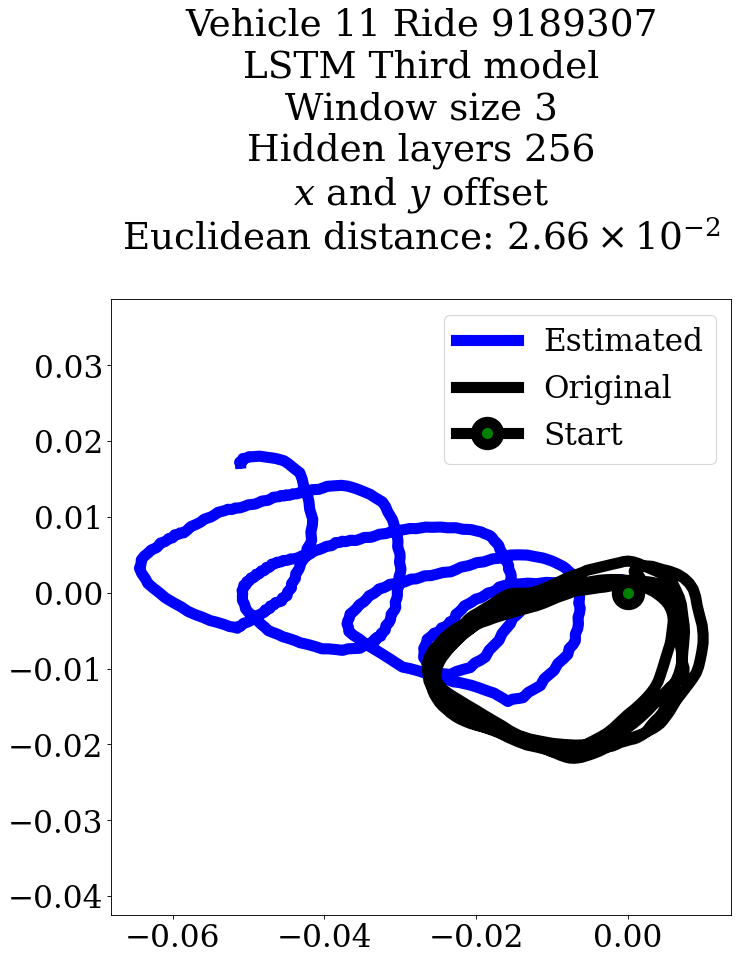 Vehicle 11 Ride 9189307
LSTM Third model
Window size 3
Hidden layers 256
x and y offset
Euclidean distance: 2.66 × 10⁻²
Estimated
Original
Start
0.03
0.02
0.01
0.00
−0.01
−0.02
−0.03
−0.04
−0.06 −0.04 −0.02 0.00